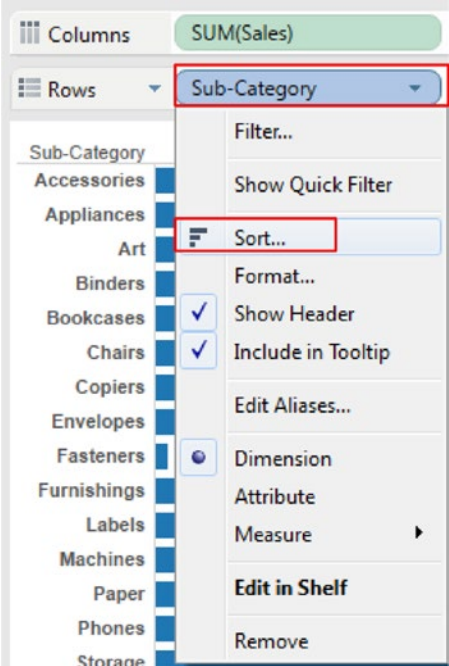 Columns
SUM(Sales)
Rows
Sub-Category
Sub-Category
Accessories
Appliances
Art
Binders
Bookcases
Chairs
Copiers
Envelopes
Fasteners
Furnishings
Labels
Machines
Paper
Phones
Storage
Filter...
Show Quick Filter
Sort...
Format...
Show Header
Include in Tooltip
Edit Aliases...
Dimension
Attribute
Measure
Edit in Shelf
Remove